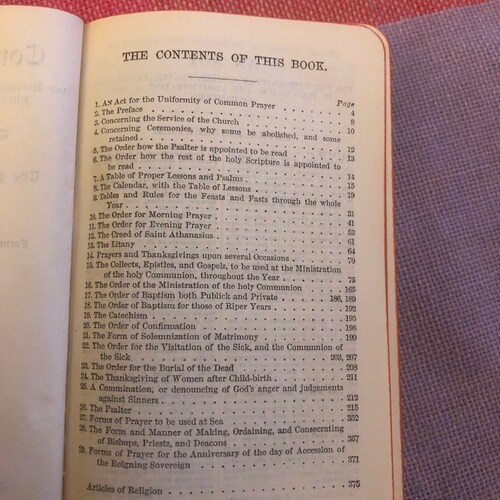 THE CONTENTS OF THIS BOOK.
Page
1. AN Act for the Uniformity of Common Prayer . . . . . . . 4
2. The Preface . . . . . . . . . . . . . . . . . 8
3. Concerning the Service of the Church . . . . . . . . . 10
4. Concerning Ceremonies, why some be abolished, and some
retained . . . . . . . . . . . . . . . . . 12
5. The Order how the Psalter is appointed to be read . . . . . 13
6. The Order how the rest of the holy Scripture is appointed to
be read . . . . . . . . . . . . . . . . . 14
7. A Table of Proper Lessons and Psalms . . . . . . . . . 15
8. The Calendar, with the Table of Lessons . . . . . . . . 19
9. Tables and Rules for the Feasts and Fasts through the whole
Year . . . . . . . . . . . . . . . . . . 31
10. The Order for Morning Prayer . . . . . . . . . . . 41
11. The Order for Evening Prayer . . . . . . . . . . . 53
12. The Creed of Saint Athanasius . . . . . . . . . . . 61
13. The Litany . . . . . . . . . . . . . . . . . 64
14. Prayers and Thanksgivings upon several Occasions . . . . . 70
15. The Collects, Epistles, and Gospels, to be used at the Ministration
of the holy Communion, throughout the Year . . . . . . 75
16. The Order of the Ministration of the holy Communion . . . . 165
17. The Order of Baptism both Publick and Private . . . . . 186, 189
18. The Order of Baptism for those of Riper Years . . . . . . 192
19. The Catechism . . . . . . . . . . . . . . . . 195
20. The Order of Confirmation . . . . . . . . . . . . 198
21. The Form of Solemnization of Matrimony . . . . . . . . 199
22. The Order for the Visitation of the Sick, and the Communion of
the Sick . . . . . . . . . . . . . . . . 203, 207
23. The Order for the Burial of the Dead . . . . . . . . . 208
24. The Thanksgiving of Women after Child-birth . . . . . . . 211
25. A Commination, or denouncing of God's anger and judgements
against Sinners . . . . . . . . . . . . . . 212
26. The Psalter . . . . . . . . . . . . . . . . . 215
27. Forms of Prayer to be used at Sea . . . . . . . . . . 332
28. The Form and Manner of Making, Ordaining, and Consecrating
of Bishops, Priests, and Deacons . . . . . . . . . 357
29. Forms of Prayer for the Anniversary of the day of Accession of
the Reigning Sovereign . . . . . . . . . . . . 371
Articles of Religion . . . . . . . . . . . . . . . 375